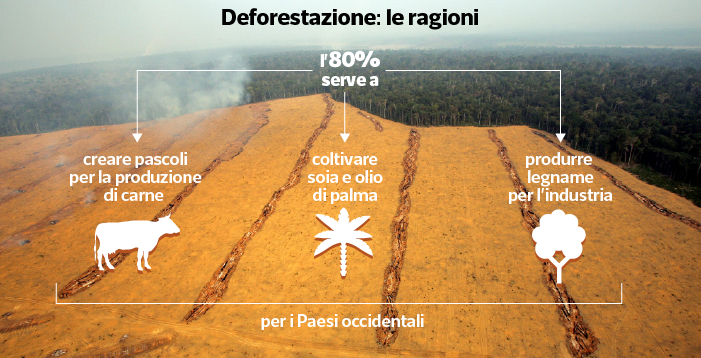 Deforestazione: le ragioni
l'80%
serve a
creare pascoli
per la produzione
di carne
coltivare
soia e olio
di palma
produrre
legname
per l'industria
per i Paesi occidentali